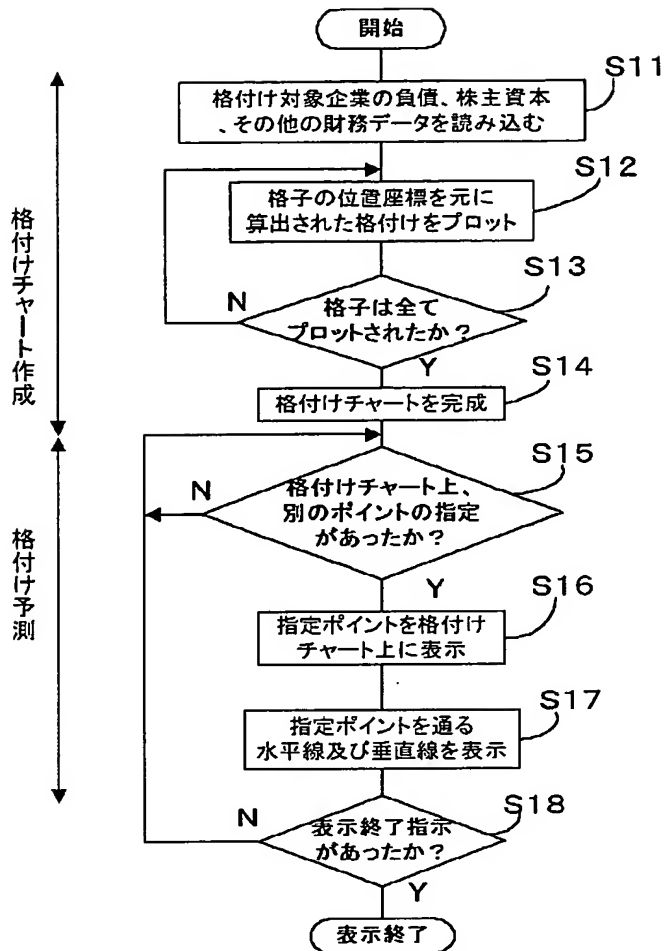 開始
S11
格付け対象企業の負債、株主資本
、その他の財務データを読み込む
S12
格子の位置座標を元に
算出された格付けをプロット
S13
格子は全て
プロットされたか？
N
Y
S14
格付けチャートを完成
格付けチャート作成
S15
格付けチャート上、
別のポイントの指定
があったか？
N
Y
S16
指定ポイントを格付け
チャート上に表示
S17
指定ポイントを通る
水平線及び垂直線を表示
格付け予測
S18
表示終了指示
があったか？
N
Y
表示終了